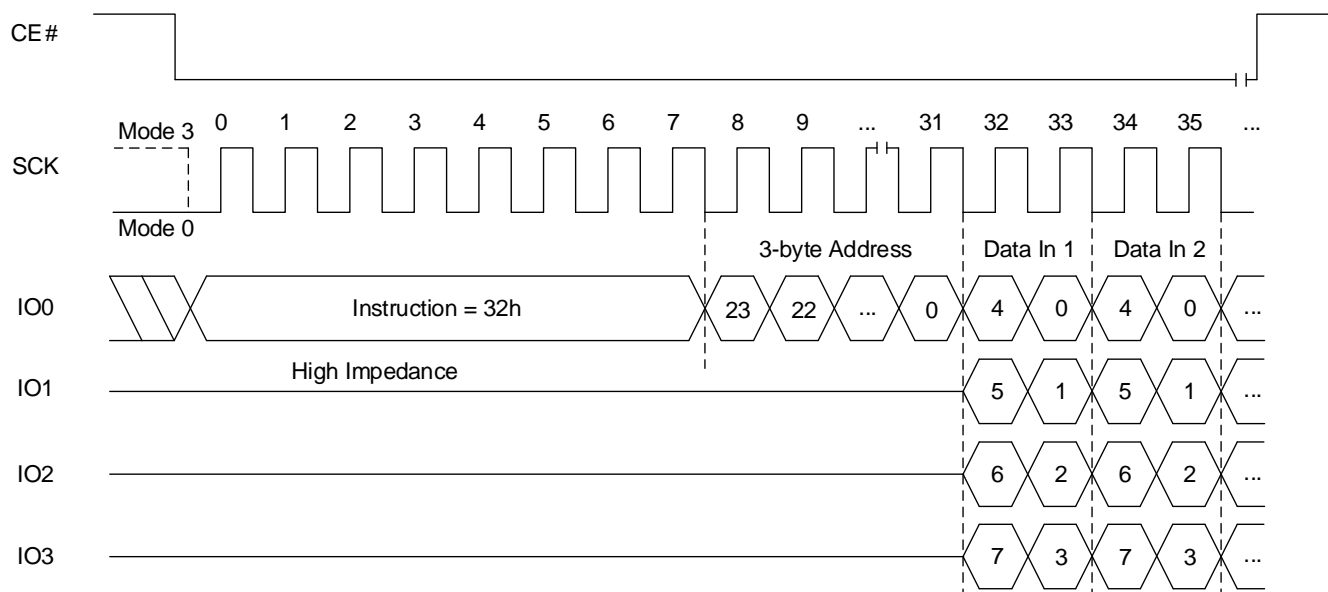 CE#
Mode 3 0 1 2 3 4 5 6 7 8 9 ... 31 32 33 34 35 ...
SCK
Mode 0
3-byte Address Data In 1 Data In 2
IO0 Instruction = 32h 23 22 ... 0 4 0 4 0 ...
High Impedance
IO1 5 1 5 1 ...
IO2 6 2 6 2 ...
IO3 7 3 7 3 ...